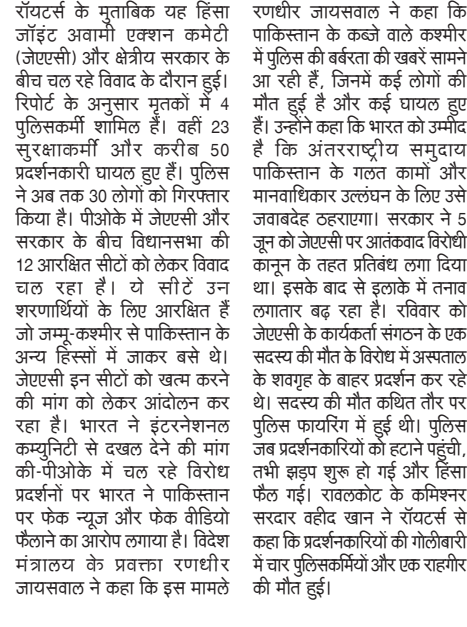 रॉयटर्स के मुताबिक यह हिंसा
जॉइंट अवामी एक्शन कमेटी
(जेएएसी) और क्षेत्रीय सरकार के
बीच चल रहे विवाद के दौरान हुई।
रिपोर्ट के अनुसार मृतकों में 4
पुलिसकर्मी शामिल हैं। वहीं 23
सुरक्षाकर्मी और करीब 50
प्रदर्शनकारी घायल हुए हैं। पुलिस
ने अब तक 30 लोगों को गिरफ्तार
किया है। पीओके में जेएएसी और
सरकार के बीच विधानसभा की
12 आरक्षित सीटों को लेकर विवाद
चल रहा है। ये सीटें उन
शरणार्थियों के लिए आरक्षित हैं
जो जम्मू-कश्मीर से पाकिस्तान के
अन्य हिस्सों में जाकर बसे थे।
जेएएसी इन सीटों को खत्म करने
की मांग को लेकर आंदोलन कर
रहा है। भारत ने इंटरनेशनल
कम्युनिटी से दखल देने की मांग
की-पीओके में चल रहे विरोध
प्रदर्शनों पर भारत ने पाकिस्तान
पर फेक न्यूज और फेक वीडियो
फैलाने का आरोप लगाया है। विदेश
मंत्रालय के प्रवक्ता रणधीर
जायसवाल ने कहा कि इस मामले
रणधीर जायसवाल ने कहा कि
पाकिस्तान के कब्जे वाले कश्मीर
में पुलिस की बर्बरता की खबरें सामने
आ रही हैं, जिनमें कई लोगों की
मौत हुई है और कई घायल हुए
हैं। उन्होंने कहा कि भारत को उम्मीद
है कि अंतरराष्ट्रीय समुदाय
पाकिस्तान के गलत कामों और
मानवाधिकार उल्लंघन के लिए उसे
जवाबदेह ठहराएगा। सरकार ने 5
जून को जेएएसी पर आतंकवाद विरोधी
कानून के तहत प्रतिबंध लगा दिया
था। इसके बाद से इलाके में तनाव
लगातार बढ़ रहा है। रविवार को
जेएएसी के कार्यकर्ता संगठन के एक
सदस्य की मौत के विरोध में अस्पताल
के शवगृह के बाहर प्रदर्शन कर रहे
थे। सदस्य की मौत कथित तौर पर
पुलिस फायरिंग में हुई थी। पुलिस
जब प्रदर्शनकारियों को हटाने पहुंची,
तभी झड़प शुरू हो गई और हिंसा
फैल गई। रावलकोट के कमिश्नर
सरदार वहीद खान ने रॉयटर्स से
कहा कि प्रदर्शनकारियों की गोलीबारी
में चार पुलिसकर्मियों और एक राहगीर
की मौत हुई।